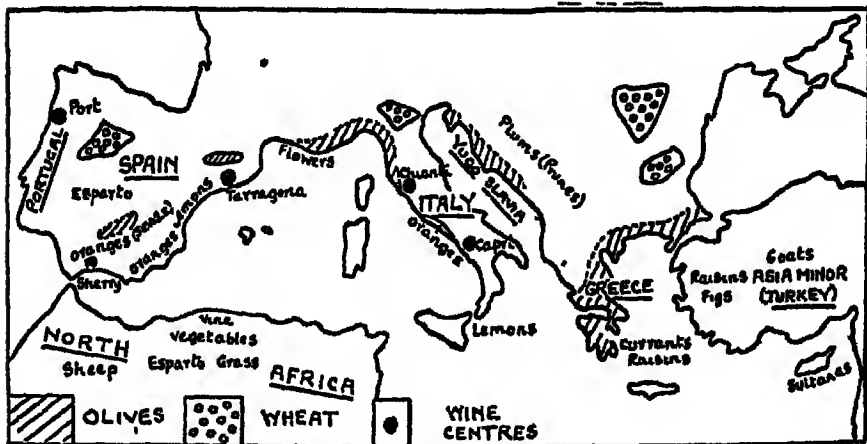 Port
PORTUGAL
SPAIN
Esparto
Oranges
Sherry
Oranges Lemons
Tarragona
Flowers
Chianti
ITALY
Oranges
Capri
Lemons
YUGO
SLAVIA
Plums (Prunes)
GREECE
Currants
Raisins
Raisins
Figs
Goats
ASIA MINOR
(TURKEY)
Sultanas
NORTH
Sheep
Vine
Vegetables
Esparto Grass
AFRICA
OLIVES
WHEAT
WINE
CENTRES